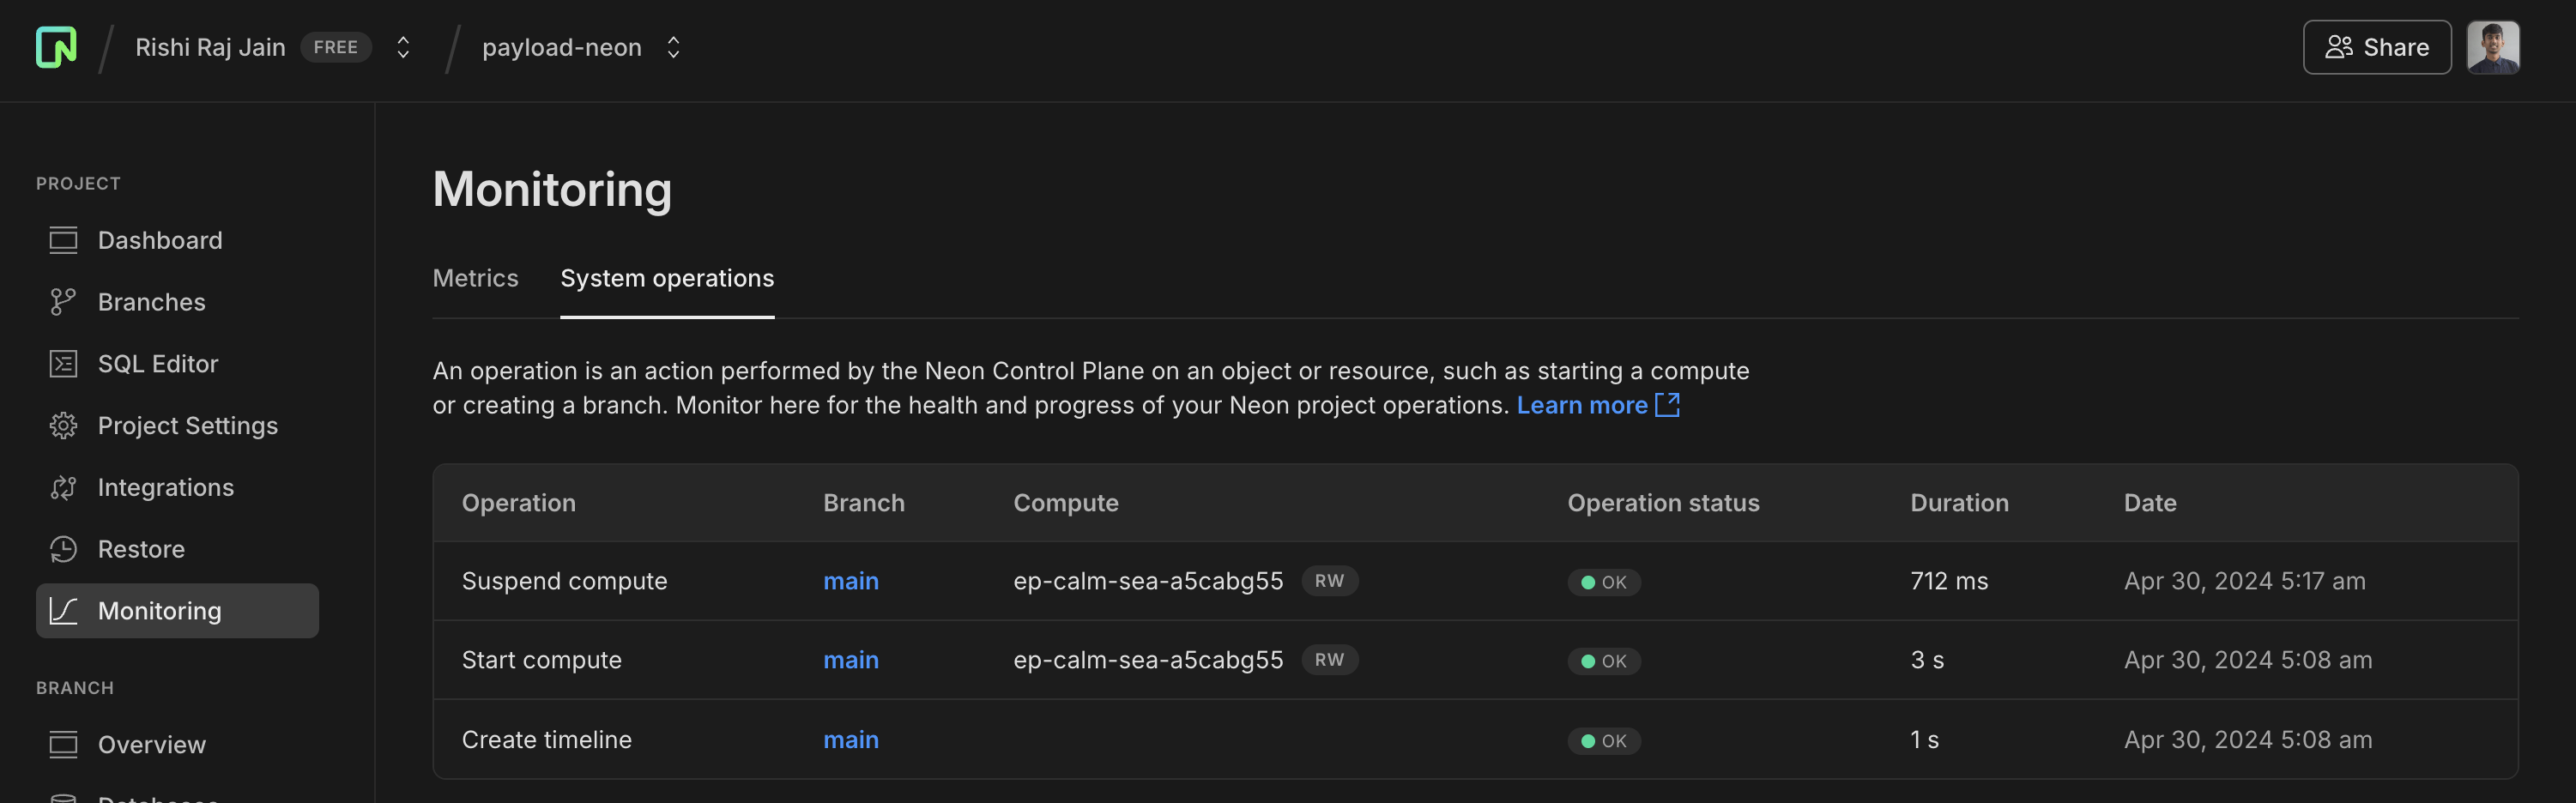 Rishi Raj Jain FREE payload-neon Share
PROJECT
Dashboard
Branches
SQL Editor
Project Settings
Integrations
Restore
Monitoring
BRANCH
Overview
Databases
Monitoring
Metrics System operations
An operation is an action performed by the Neon Control Plane on an object or resource, such as starting a compute
or creating a branch. Monitor here for the health and progress of your Neon project operations. Learn more
Operation Branch Compute Operation status Duration Date
Suspend compute main ep-calm-sea-a5cabg55 RW OK 712 ms Apr 30, 2024 5:17 am
Start compute main ep-calm-sea-a5cabg55 RW OK 3 s Apr 30, 2024 5:08 am
Create timeline main OK 1 s Apr 30, 2024 5:08 am